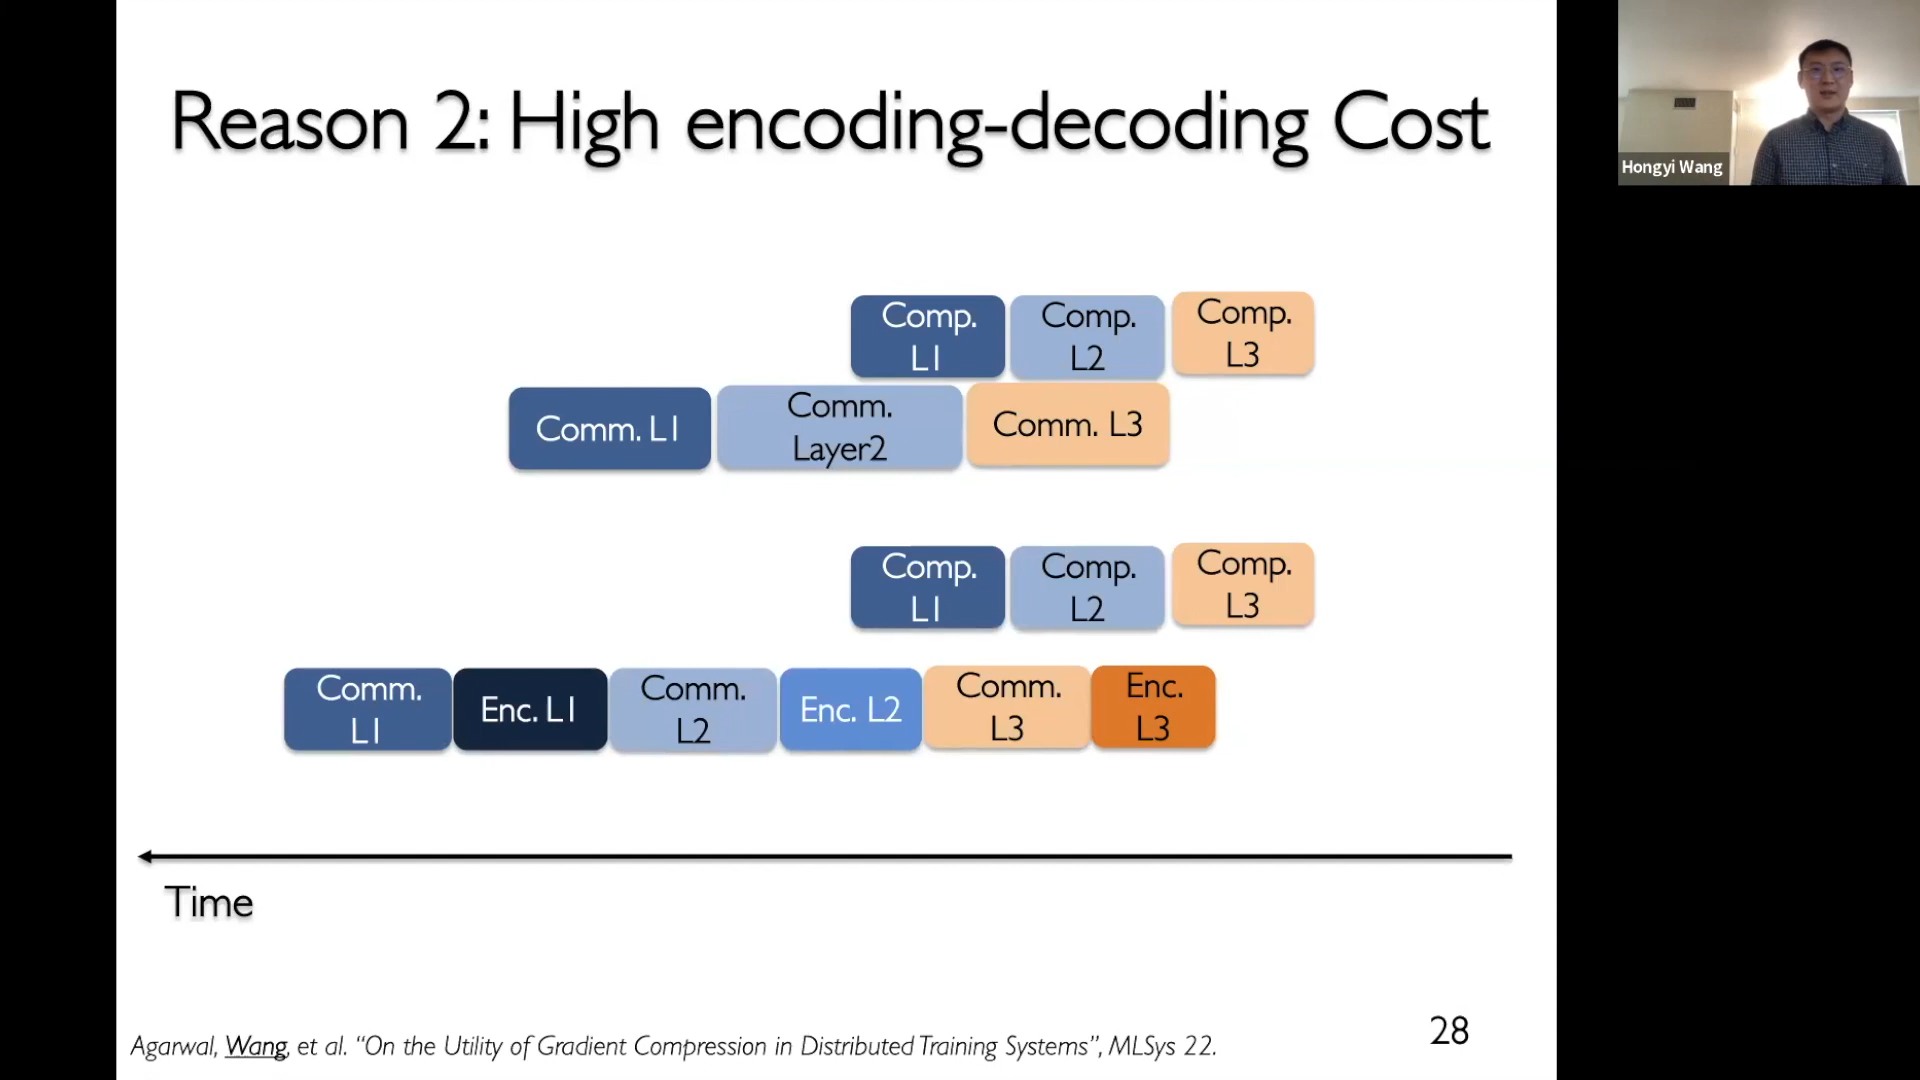 Reason 2: High encoding-decoding Cost
Hongyi Wang
Comp.
L1
Comp.
L2
Comp.
L3
Comm. L1
Comm.
Layer2
Comm. L3
Comp.
L1
Comp.
L2
Comp.
L3
Comm.
L1
Enc. L1
Comm.
L2
Enc. L2
Comm.
L3
Enc.
L3
Time
28
Agarwal, Wang, et al. “On the Utility of Gradient Compression in Distributed Training Systems”, MLSys 22.